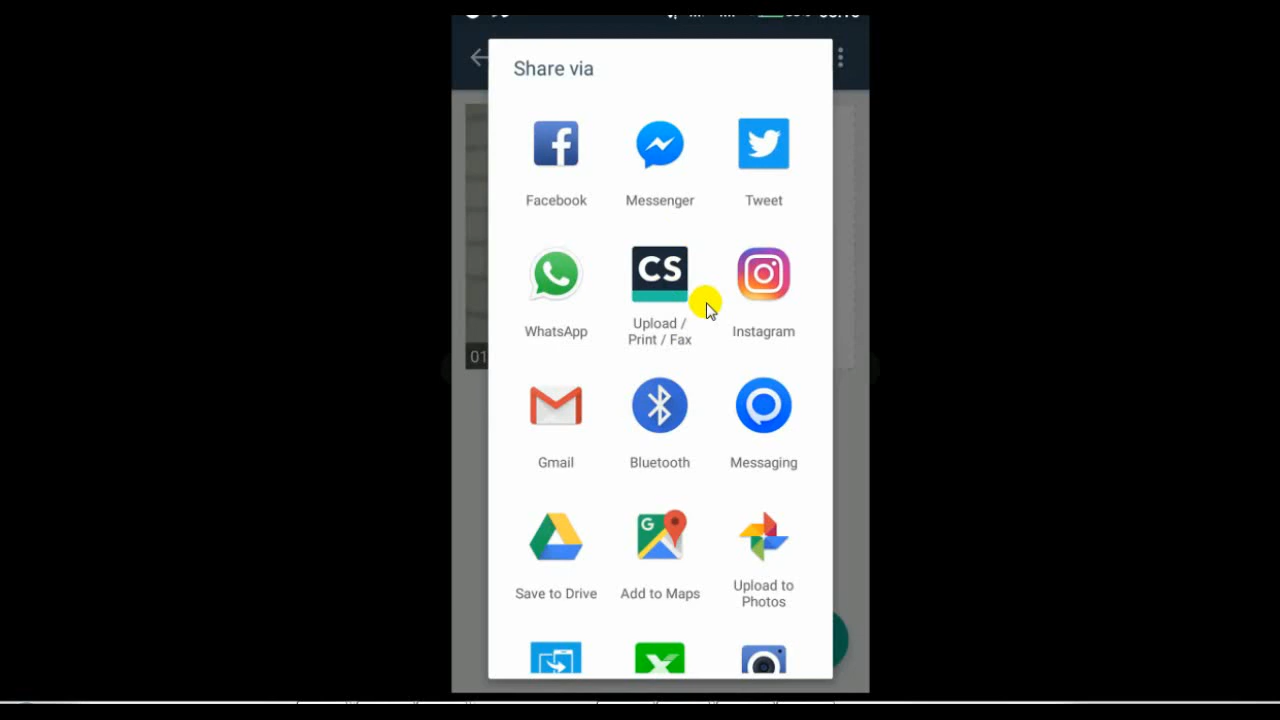 Share via
Facebook
Messenger
Tweet
CS
WhatsApp
Upload /
Print / Fax
Instagram
01
Gmail
Bluetooth
Messaging
G
Save to Drive
Add to Maps
Upload to
Photos